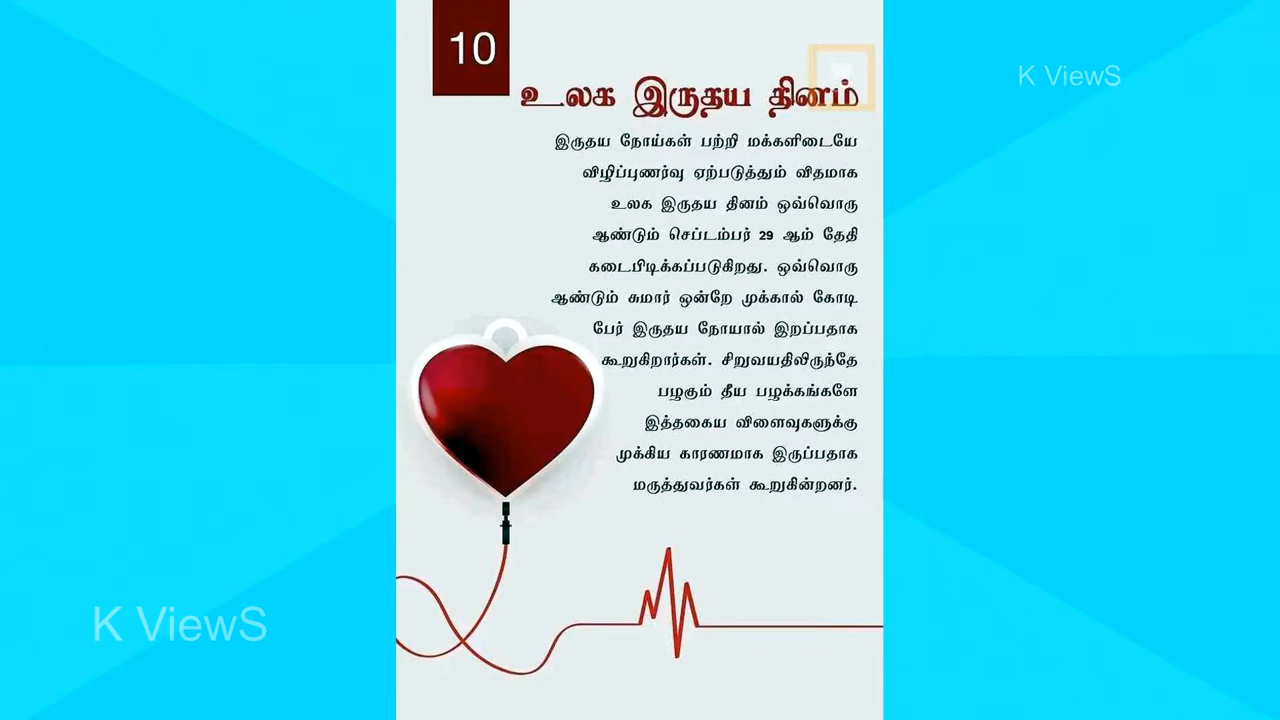 10
K ViewS
உலக இருதய தினம்
இருதய நோய்கள் பற்றி மக்களிடையே
விழிப்புணர்வு ஏற்படுத்தும் விதமாக
உலக இருதய தினம் ஒவ்வொரு
ஆண்டும் செப்டம்பர் 29 ஆம் தேதி
கடைபிடிக்கப்படுகிறது. ஒவ்வொரு
ஆண்டும் சுமார் ஒன்றே முக்கால் கோடி
பேர் இருதய நோயால் இறப்பதாக
கூறுகிறார்கள். சிறுவயதிலிருந்தே
பழகும் தீய பழக்கங்களே
இத்தகைய விளைவுகளுக்கு
முக்கிய காரணமாக இருப்பதாக
மருத்துவர்கள் கூறுகின்றனர்.
K ViewS